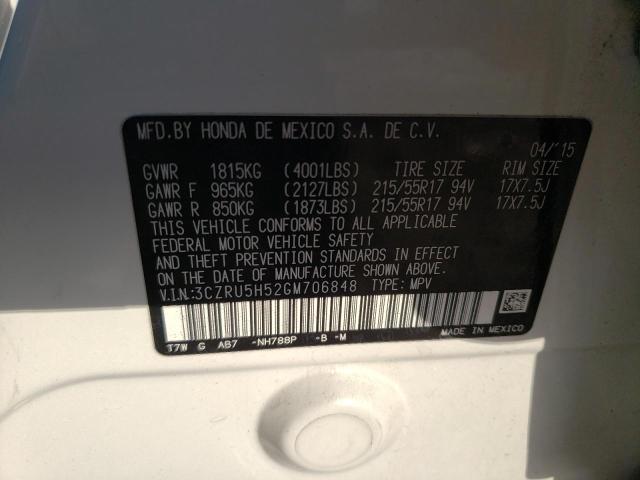 MFD.BY HONDA DE MEXICO S.A. DE C.V.
04/'15
GVWR 1815KG (4001LBS) TIRE SIZE RIM SIZE
GAWR F 965KG (2127LBS) 215/55R17 94V 17X7.5J
GAWR R 850KG (1873LBS) 215/55R17 94V 17X7.5J
THIS VEHICLE CONFORMS TO ALL APPLICABLE
FEDERAL MOTOR VEHICLE SAFETY
AND THEFT PREVENTION STANDARDS IN EFFECT
ON THE DATE OF MANUFACTURE SHOWN ABOVE.
V.I.N.:3CZRU5H52GM706848 TYPE: MPV
T7W G AB7 -NH788P -B -M
MADE IN MEXICO